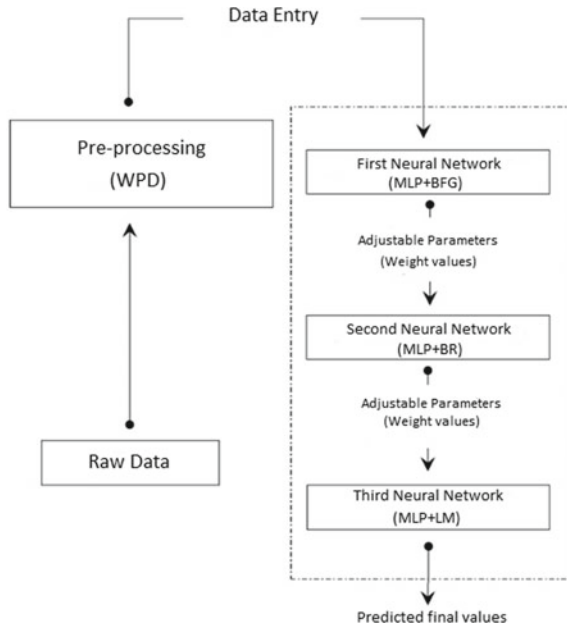 Data Entry
Pre-processing
(WPD)
Raw Data
First Neural Network
(MLP+BFG)
Adjustable Parameters
(Weight values)
Second Neural Network
(MLP+BR)
Adjustable Parameters
(Weight values)
Third Neural Network
(MLP+LM)
Predicted final values